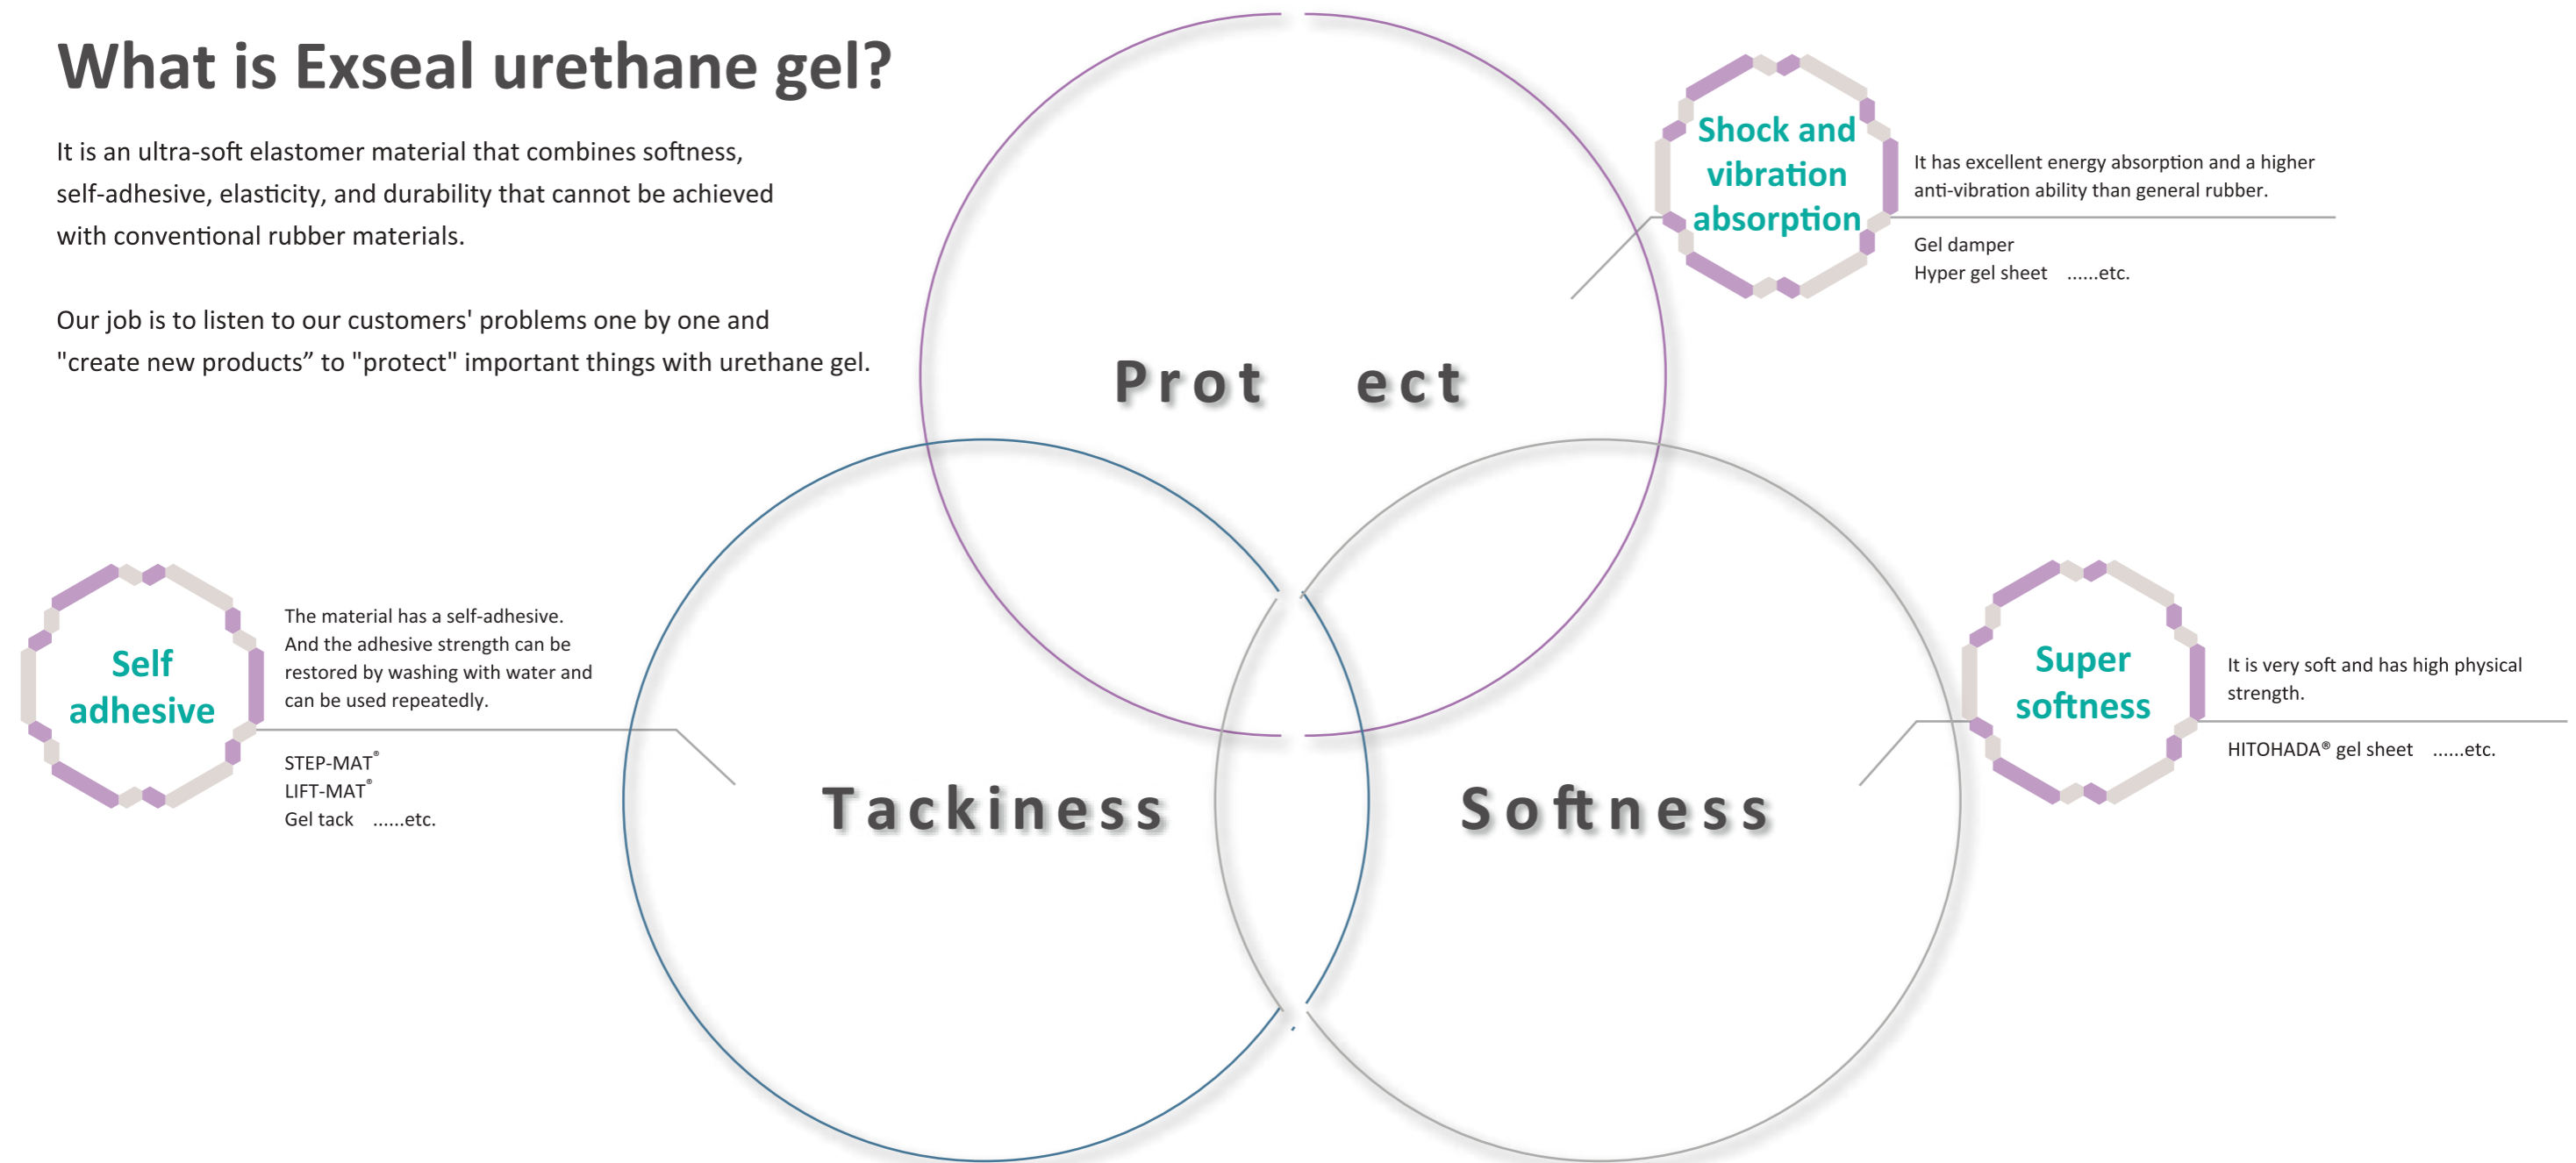 What is Exseal urethane gel?
It is an ultra-soft elastomer material that combines softness,
self-adhesive, elasticity, and durability that cannot be achieved
with conventional rubber materials.
Our job is to listen to our customers' problems one by one and
"create new products” to "protect" important things with urethane gel.
Shock and
vibration
absorption
It has excellent energy absorption and a higher
anti-vibration ability than general rubber.
Gel damper
Hyper gel sheet ......etc.
Prot ect
Self
adhesive
The material has a self-adhesive.
And the adhesive strength can be
restored by washing with water and
can be used repeatedly.
STEP-MAT®
LIFT-MAT®
Gel tack ......etc.
Tackiness
Softness
Super
softness
It is very soft and has high physical
strength.
HITOHADA® gel sheet ......etc.